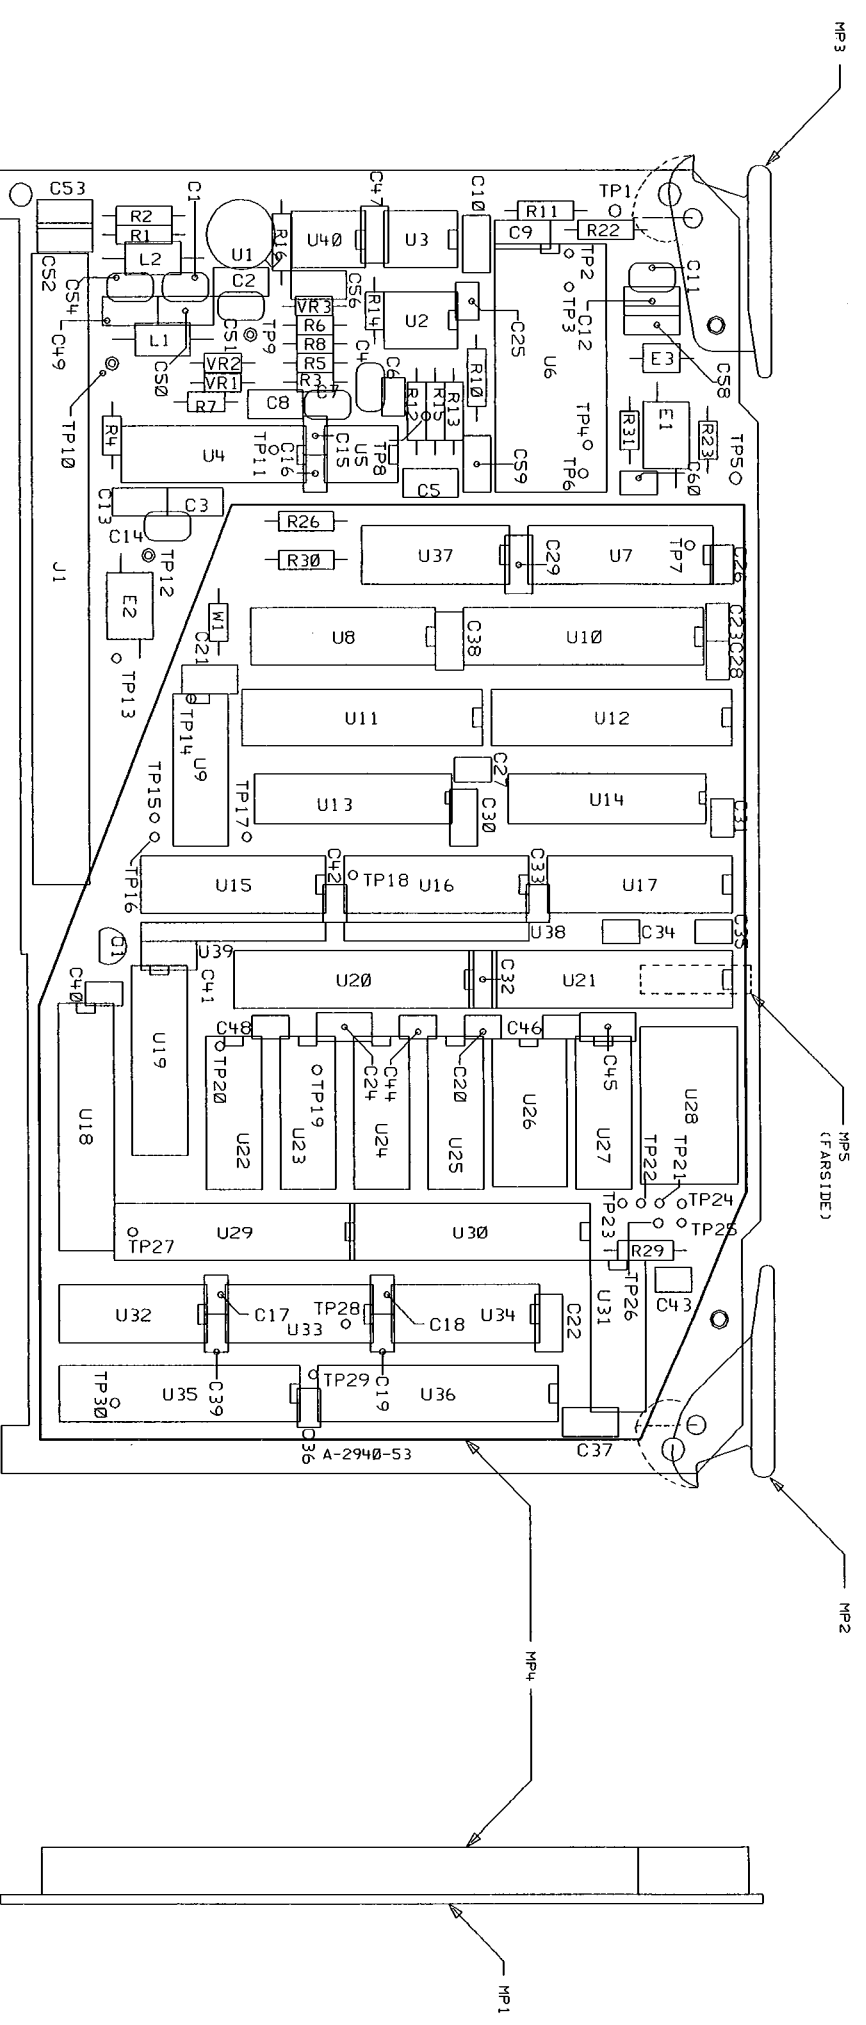 MP3
C53
C1
R2
R1
L2
C52
C54
C49
U1
R16
C2
C51
TP9
L1
C50
TP10
U40
C47
U3
C10
C56
VR3
R6
R8
R5
R3
R14
U2
C25
VR2
VR1
R7
C8
C7
C4
C6
R12
R15
R13
R10
R11
C9
TP1
R22
TP2
TP3
C12
C11
U6
E3
C58
TP4
TP6
R31
E1
R23
TP5
C60
C59
R4
U4
TP11
C16
C15
U5
TP8
C5
C13
C3
C14
TP12
E2
TP13
J1
R26
R30
W1
C21
U37
C29
U7
TP7
C26
U8
C38
U10
C23
C28
U11
U12
TP14
U9
TP15
TP16
TP17
U13
C27
C30
U14
C31
U15
C42
TP18
U16
C33
U17
Q1
U39
U38
C34
C35
C40
C41
U20
C32
U21
MP5
(FARSIDE)
U18
U19
C48
TP20
U22
TP19
U23
C24
U24
C44
C20
U25
C46
U26
C45
U27
U28
TP22
TP21
TP24
TP23
TP25
TP27
U29
U30
R29
TP26
C43
U31
U32
C17
U33
TP28
C18
U34
C22
TP30
U35
C39
TP29
C19
U36
C36
A-2940-53
C37
MP2
MP4
MP1